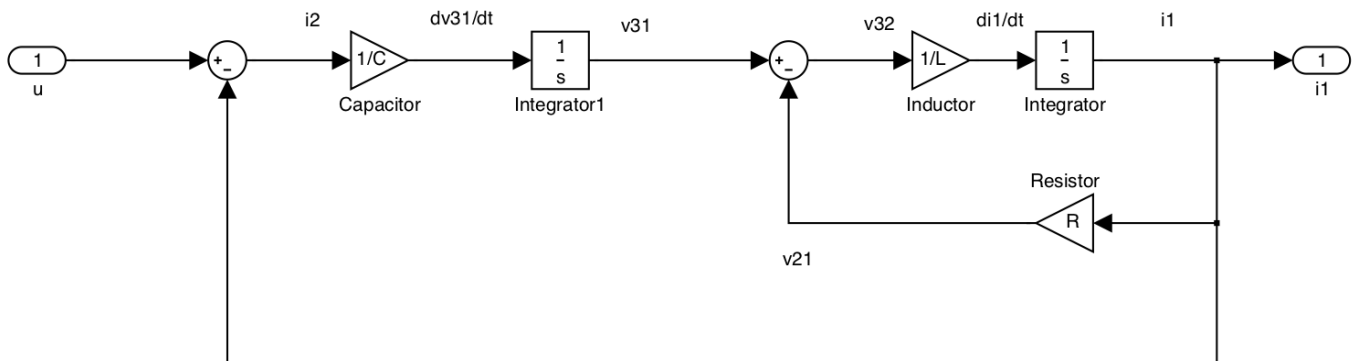 i2
dv31/dt
v31
v32
di1/dt
i1
1
u
+
−
1/C
Capacitor
1
s
Integrator1
+
−
1/L
Inductor
1
s
Integrator
1
i1
Resistor
R
v21